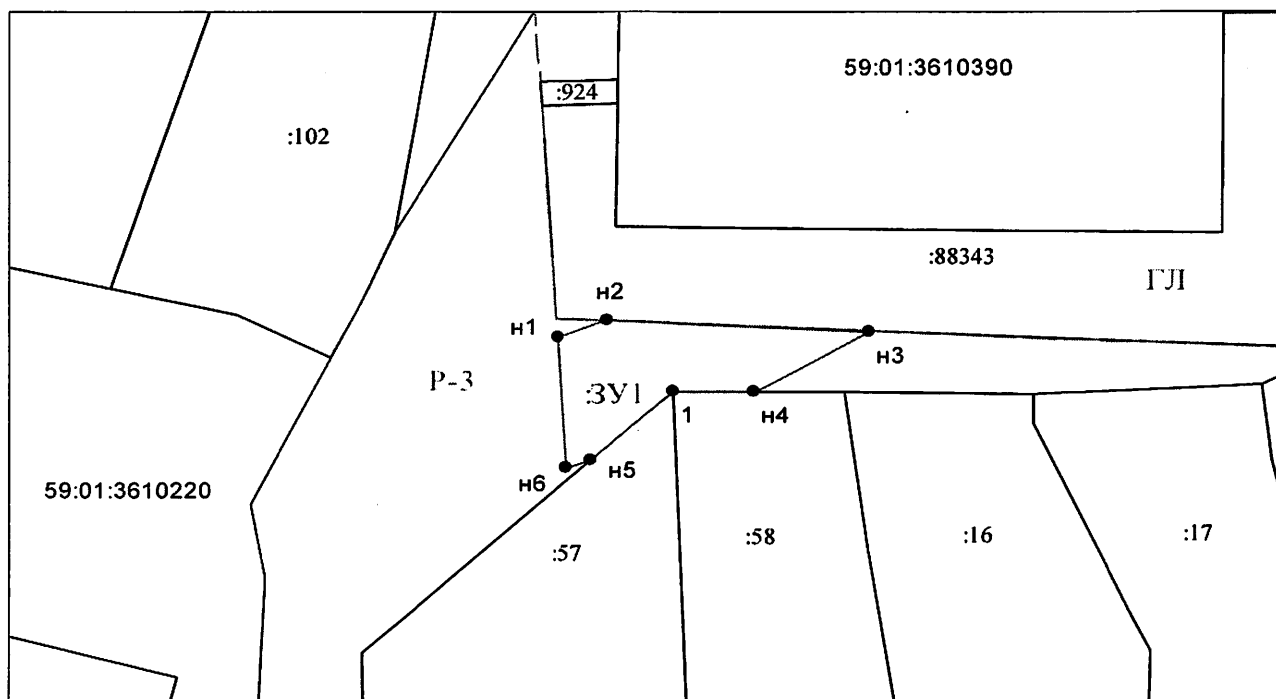 59:01:3610390
:924
:102
:88343
ГЛ
н2
н1
н3
Р-3
:ЗУ1
1
н4
н5
н6
59:01:3610220
:57
:58
:16
:17